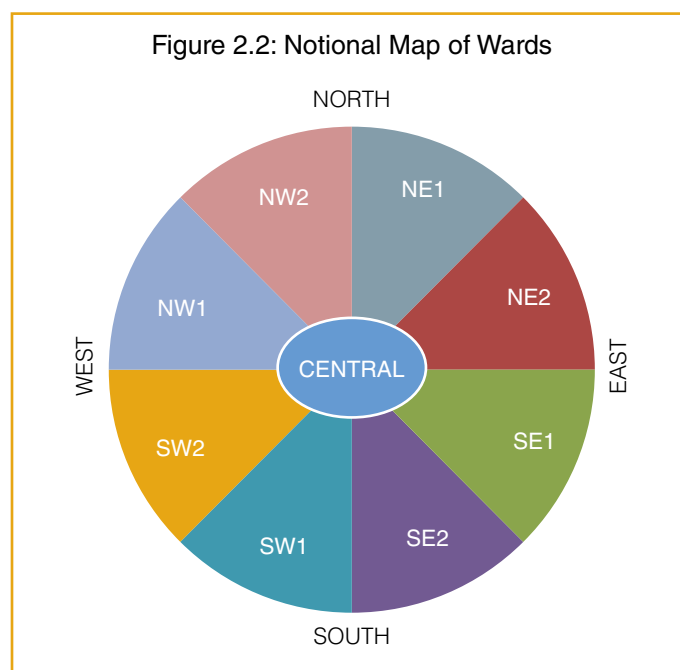 Figure 2.2: Notional Map of Wards
NORTH
NW2
NE1
NW1
NE2
WEST
CENTRAL
EAST
SW2
SE1
SW1
SE2
SOUTH